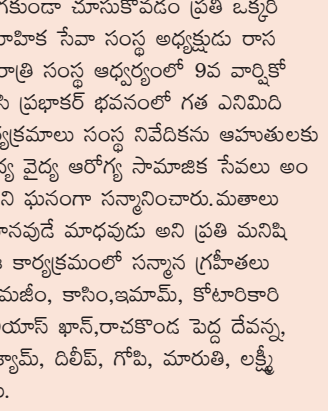 గకుండా చూసుకోవడం ప్రతి ఒక్కరి
వాహిక సేవా సంస్థ అధ్యక్షుడు రాస
రాత్రి సంస్థ ఆధ్వర్యంలో 9వ వార్షికో
సి ప్రభాకర్ భవనంలో గత ఎనిమిది
ర్యక్రమాలు సంస్థ నివేదికను ఆహుతులకు
ద్య వైద్య ఆరోగ్య సామాజిక సేవలు అం
ని ఘనంగా సన్మానించారు.మతాలు
మానవుడే మాధవుడు అని ప్రతి మనిషి
కార్యక్రమంలో సన్మాన గ్రహీతలు
మజీం, కాసిం,ఇమామ్, కోటారికారి
యాస్ ఖాన్,రాచకొండ పెద్ద దేవన్న,
శ్యామ్, దిలీప్, గోపి, మారుతి, లక్ష్మీ